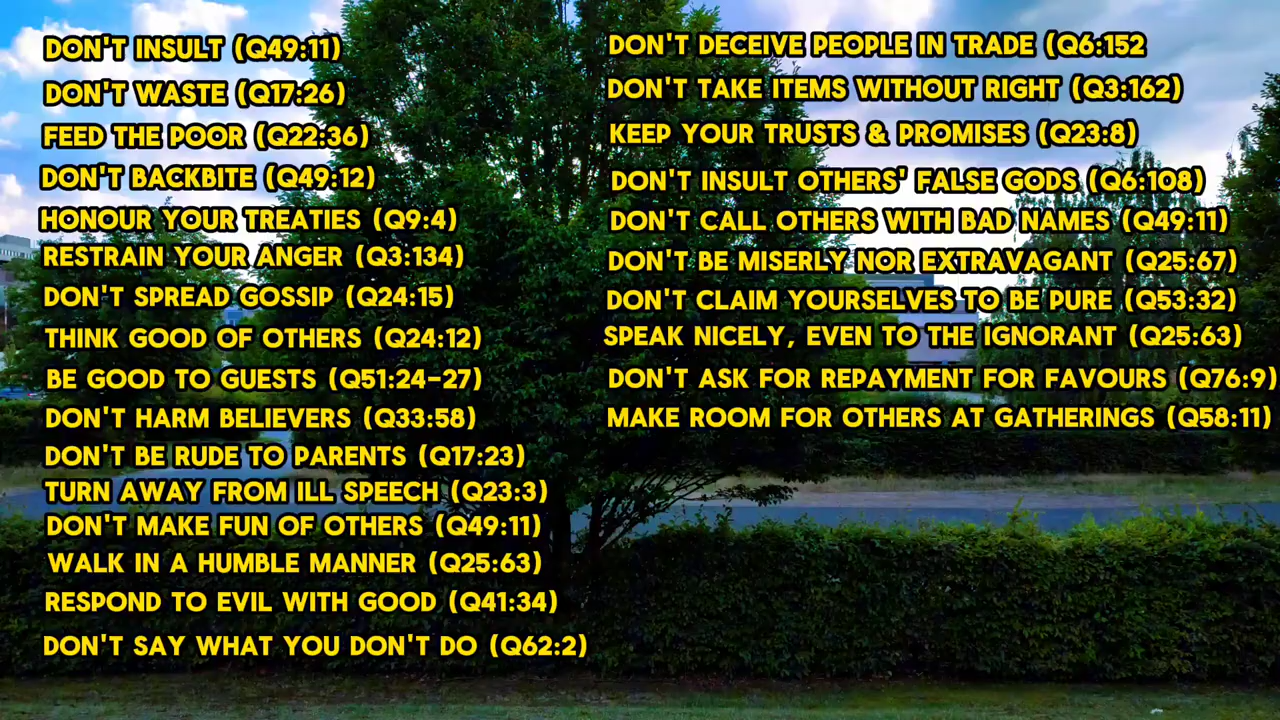 DON'T INSULT (Q49:11)
DON'T WASTE (Q17:26)
FEED THE POOR (Q22:36)
DON'T BACKBITE (Q49:12)
HONOUR YOUR TREATIES (Q9:4)
RESTRAIN YOUR ANGER (Q3:134)
DON'T SPREAD GOSSIP (Q24:15)
THINK GOOD OF OTHERS (Q24:12)
BE GOOD TO GUESTS (Q51:24-27)
DON'T HARM BELIEVERS (Q33:58)
DON'T BE RUDE TO PARENTS (Q17:23)
TURN AWAY FROM ILL SPEECH (Q23:3)
DON'T MAKE FUN OF OTHERS (Q49:11)
WALK IN A HUMBLE MANNER (Q25:63)
RESPOND TO EVIL WITH GOOD (Q41:34)
DON'T SAY WHAT YOU DON'T DO (Q62:2)
DON'T DECEIVE PEOPLE IN TRADE (Q6:152
DON'T TAKE ITEMS WITHOUT RIGHT (Q3:162)
KEEP YOUR TRUSTS & PROMISES (Q23:8)
DON'T INSULT OTHERS' FALSE GODS (Q6:108)
DON'T CALL OTHERS WITH BAD NAMES (Q49:11)
DON'T BE MISERLY NOR EXTRAVAGANT (Q25:67)
DON'T CLAIM YOURSELVES TO BE PURE (Q53:32)
SPEAK NICELY, EVEN TO THE IGNORANT (Q25:63)
DON'T ASK FOR REPAYMENT FOR FAVOURS (Q76:9)
MAKE ROOM FOR OTHERS AT GATHERINGS (Q58:11)